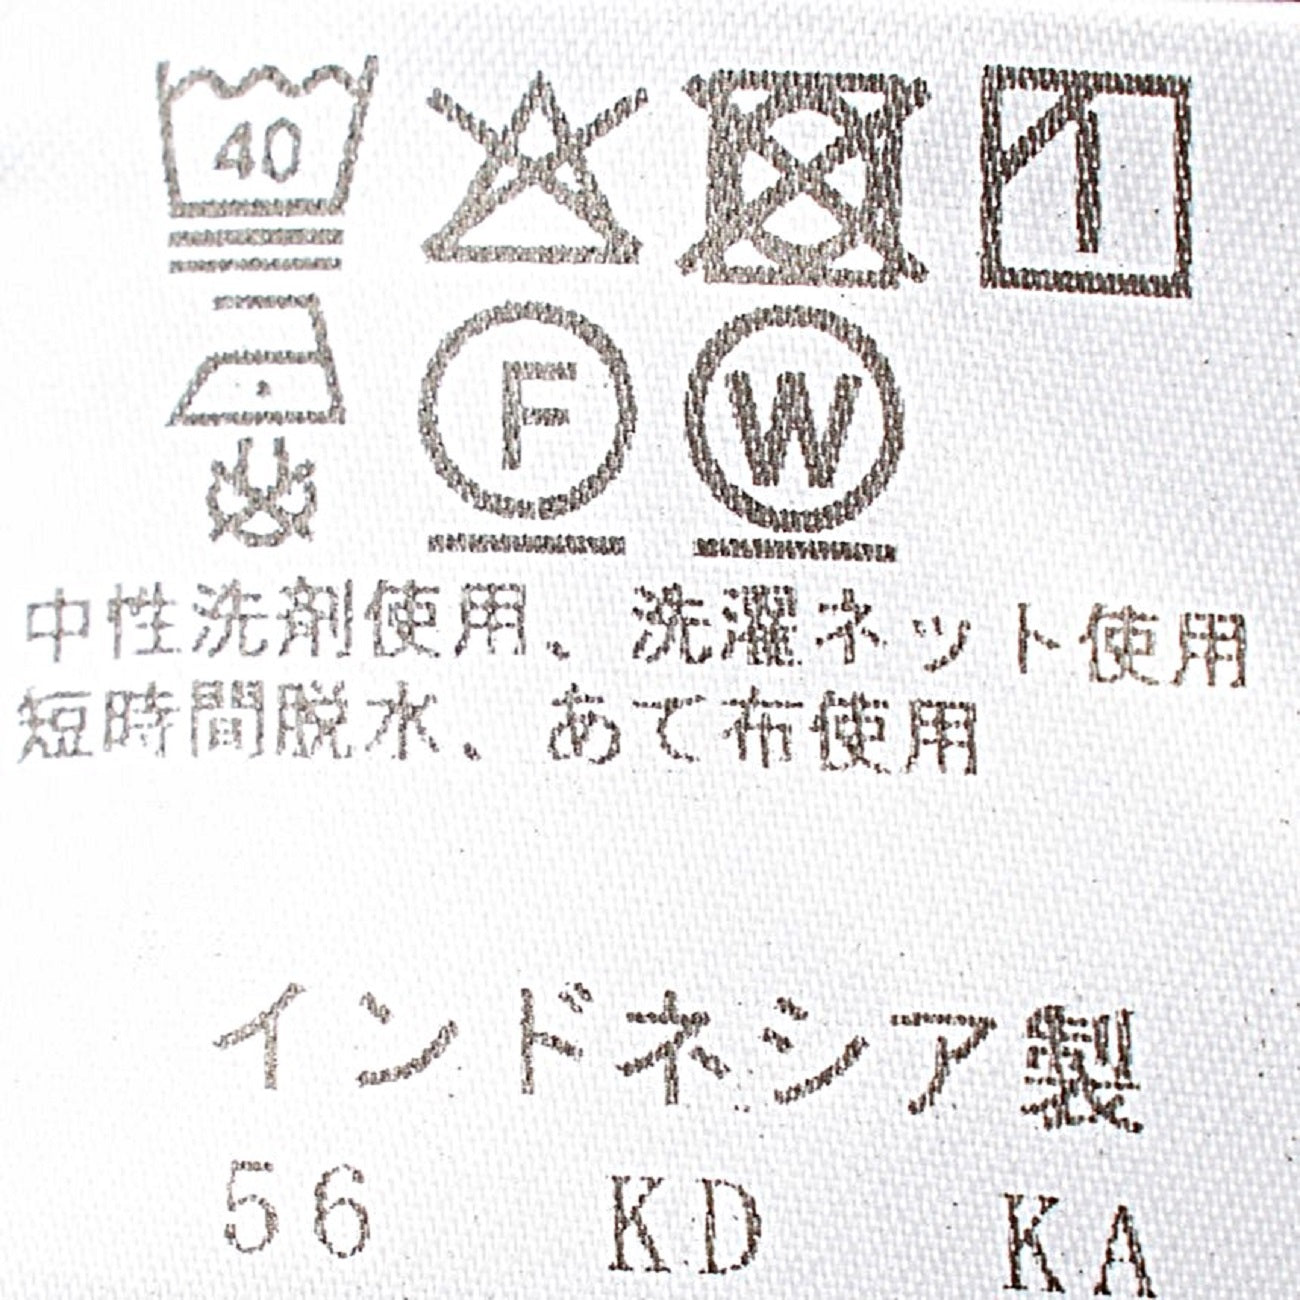 40
F W
中性洗剤使用、洗濯ネット使用
短時間脱水、あて布使用
インドネシア製
56 KD KA